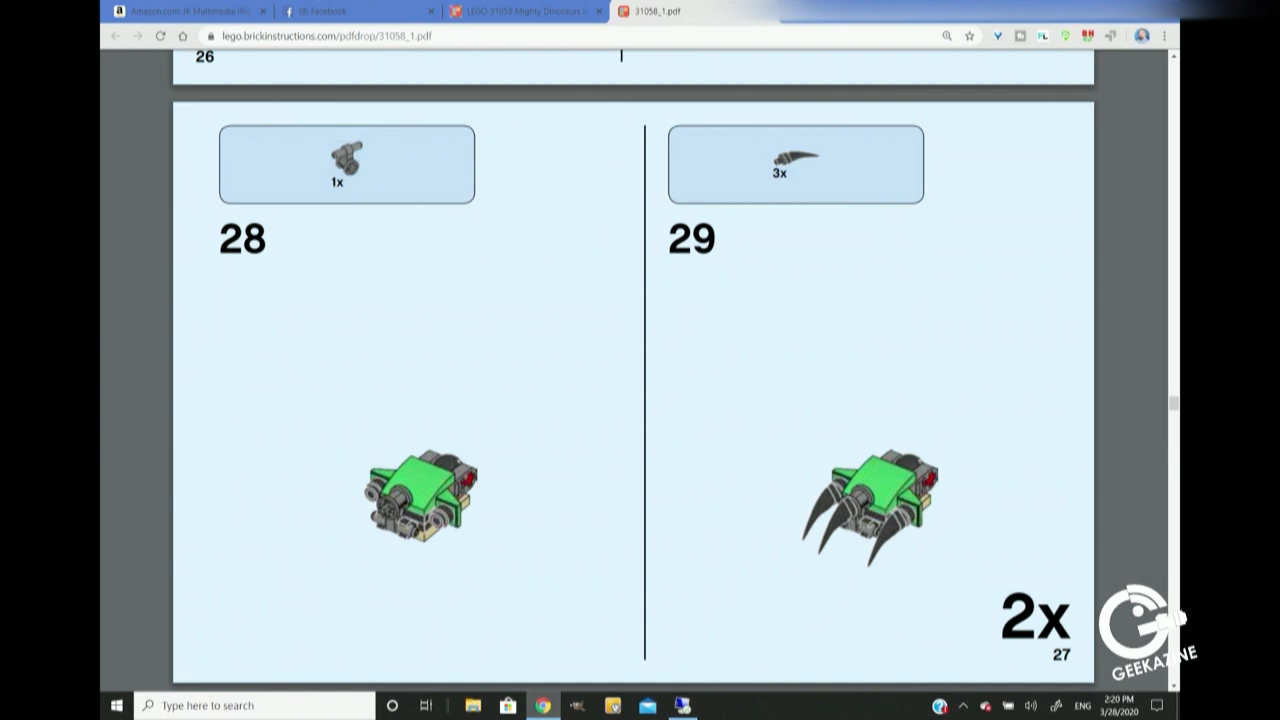 Amazon.com: IK Multimedia iRig
(8) Facebook
LEGO 31058 Mighty Dinosaurs
31058_1.pdf
lego.brickinstructions.com/pdfdrop/31058_1.pdf
26
1x
3x
28
29
2x
27
GEEKAZINE
Type here to search
ENG
2:20 PM
3/28/2020